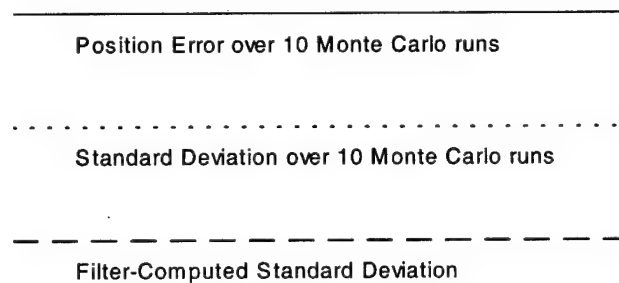 Position Error over 10 Monte Carlo runs
Standard Deviation over 10 Monte Carlo runs
Filter-Computed Standard Deviation